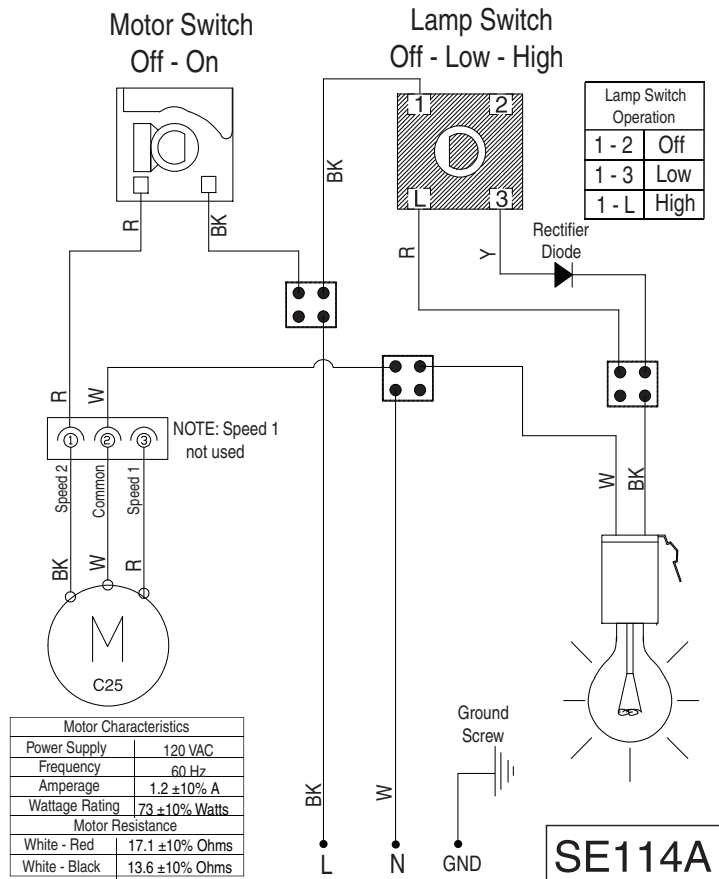 Motor Switch
Off - On
Lamp Switch
Off - Low - High
1
2
L
3
Lamp Switch
Operation
1 - 2 Off
1 - 3 Low
1 - L High
BK
R
BK
R
Y
Rectifier
Diode
R
W
NOTE: Speed 1
not used
1
2
3
Speed 2
Common
Speed 1
BK
W
R
W
BK
M
C25
Motor Characteristics
Power Supply 120 VAC
Frequency 60 Hz
Amperage 1.2 ±10% A
Wattage Rating 73 ±10% Watts
Motor Resistance
White - Red 17.1 ±10% Ohms
White - Black 13.6 ±10% Ohms
BK
W
Ground
Screw
L
N
GND
SE114A